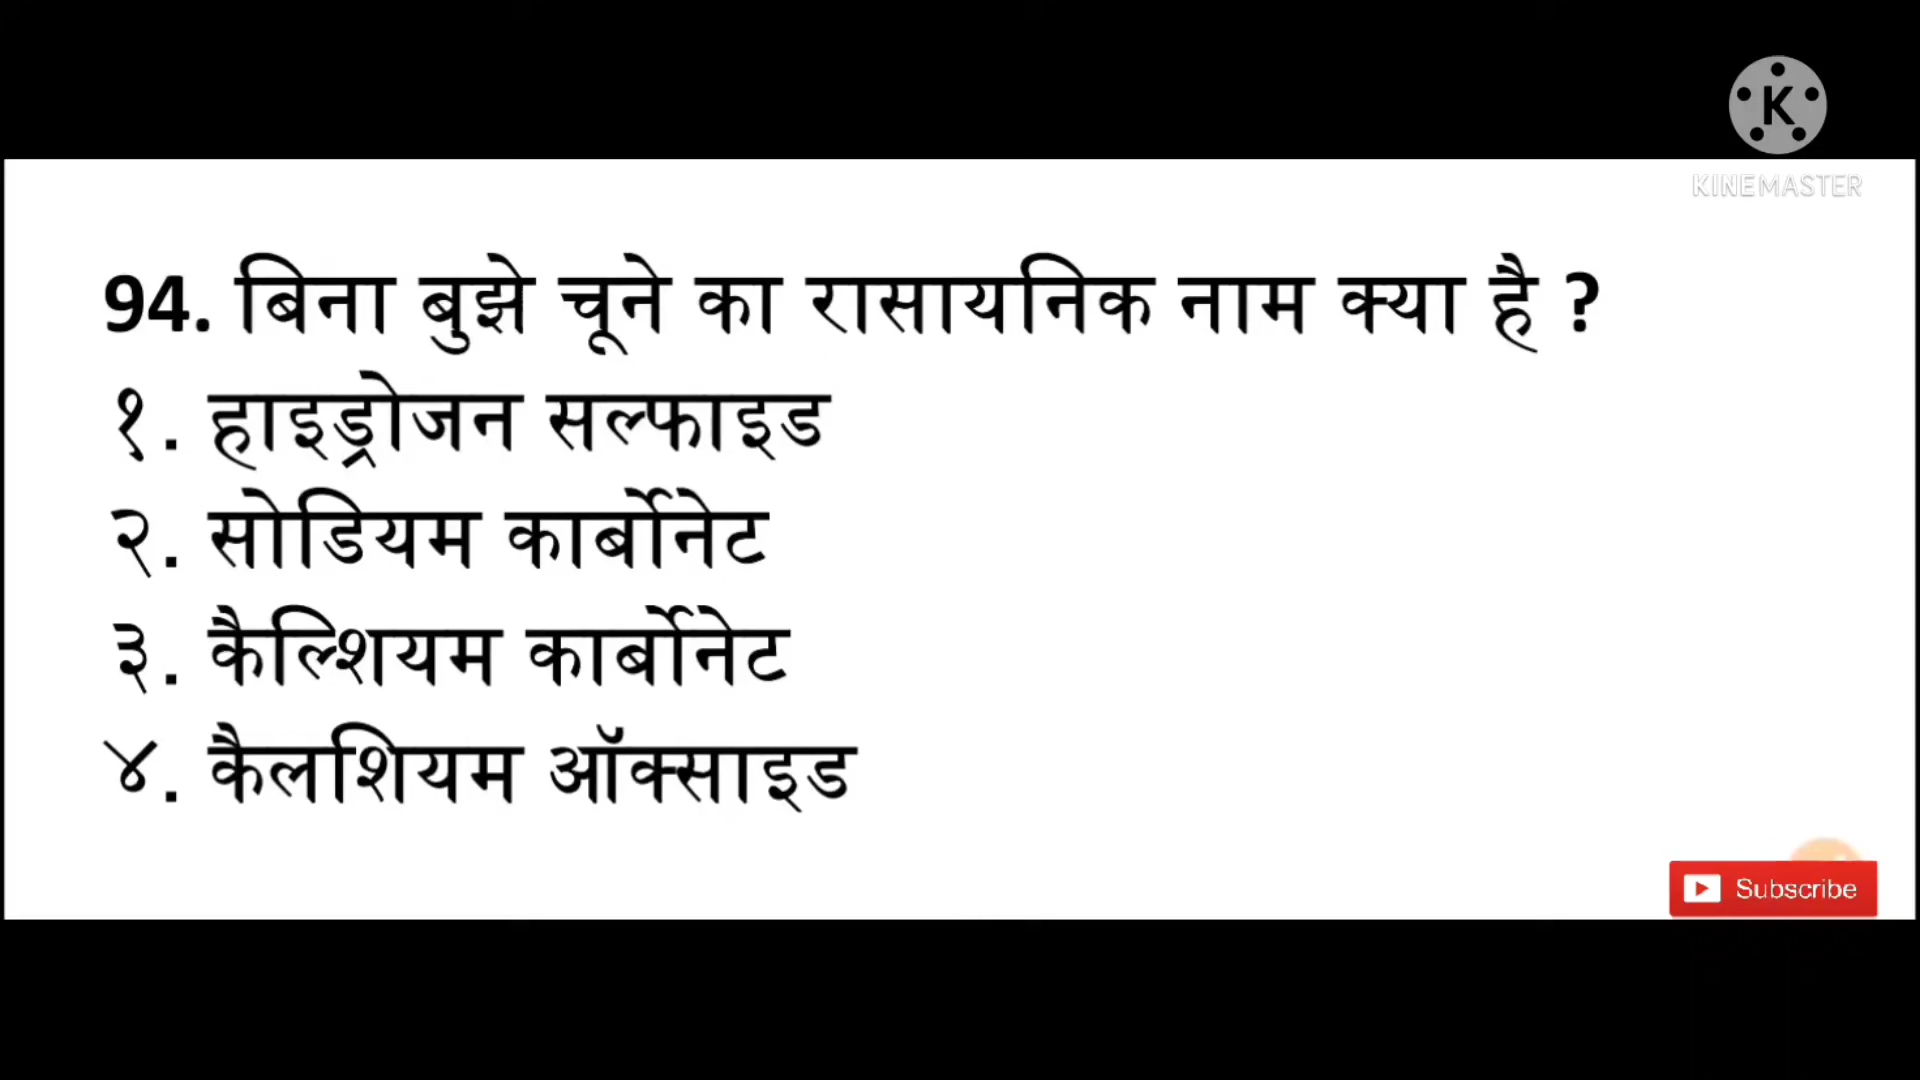 K
KINEMASTER
94. बिना बुझे चूने का रासायनिक नाम क्या है ?
१. हाइड्रोजन सल्फाइड
२. सोडियम कार्बोनेट
३. कैल्शियम कार्बोनेट
४. कैलशियम ऑक्साइड
Subscribe